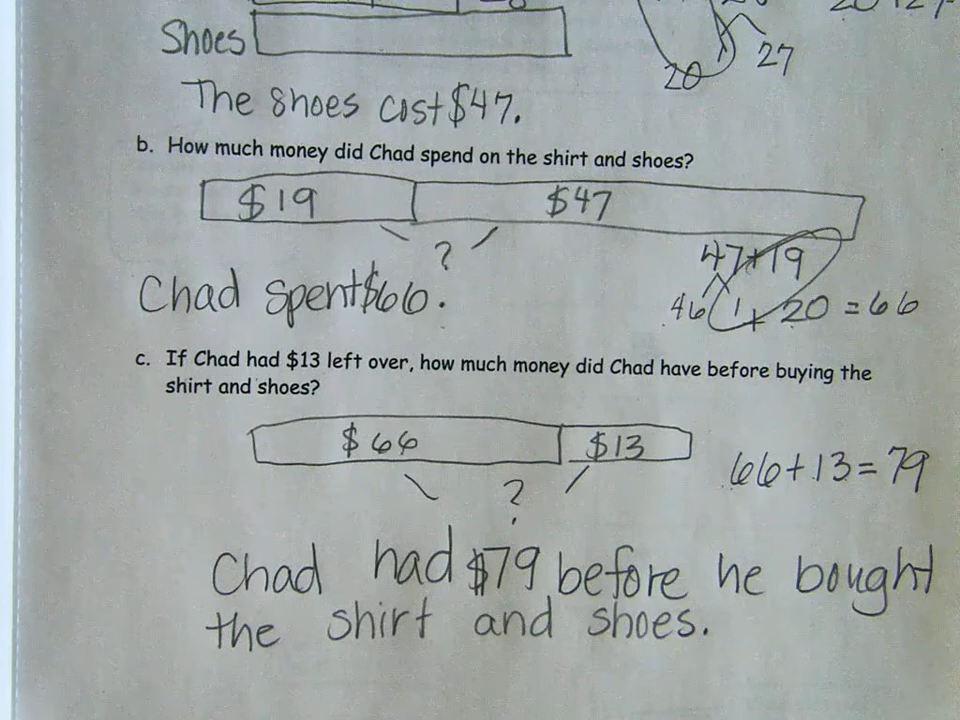 Shoes
20
27
The shoes cost $47.
b. How much money did Chad spend on the shirt and shoes?
$19 $47
?
47+19
46 1 + 20 = 66
Chad spent $66.
c. If Chad had $13 left over, how much money did Chad have before buying the
shirt and shoes?
$66 $13
66+13=79
?
Chad had $79 before he bought
the shirt and shoes.